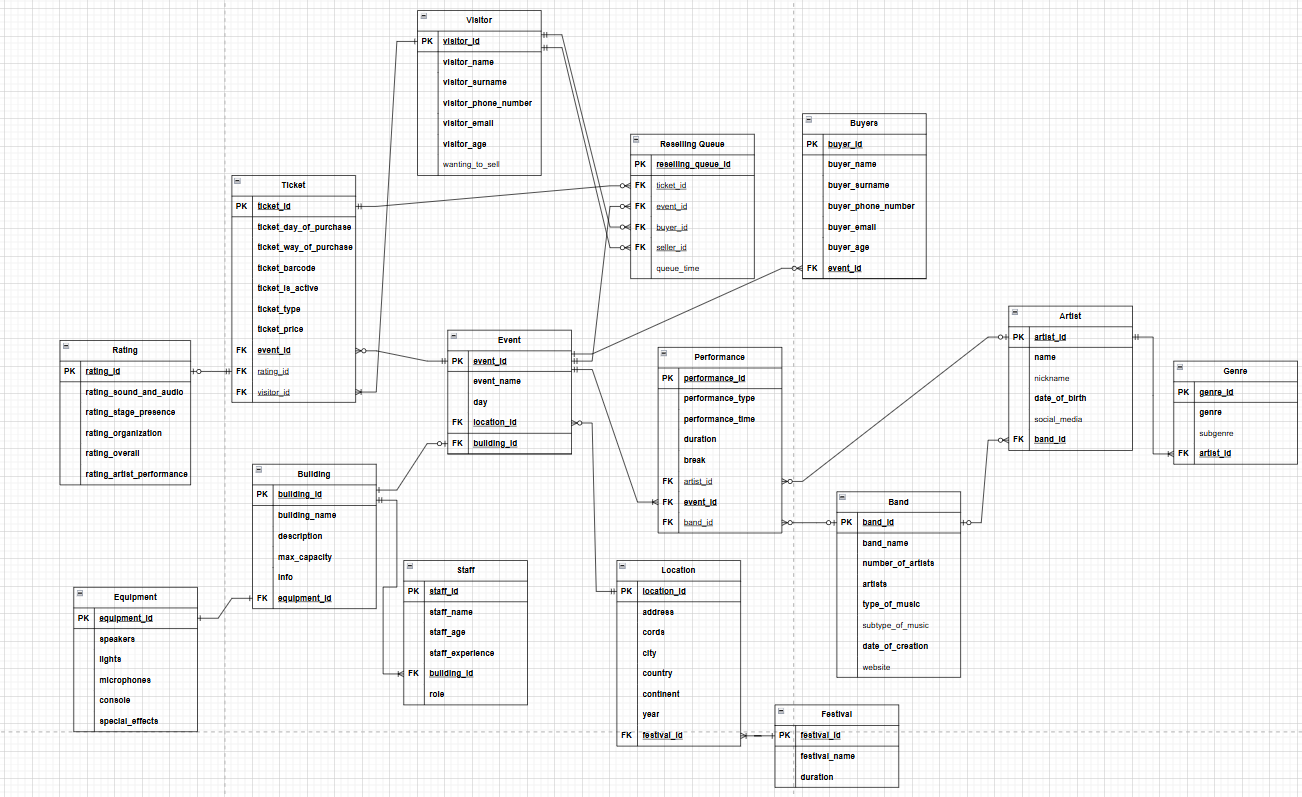 Visitor
PK visitor_id
visitor_name
visitor_surname
visitor_phone_number
visitor_email
visitor_age
wanting_to_sell
Buyers
PK buyer_id
buyer_name
buyer_surname
buyer_phone_number
buyer_email
buyer_age
FK event_id
Reselling Queue
PK reselling_queue_id
FK ticket_id
FK event_id
FK buyer_id
FK seller_id
queue_time
Ticket
PK ticket_id
ticket_day_of_purchase
ticket_way_of_purchase
ticket_barcode
ticket_is_active
ticket_type
ticket_price
FK event_id
FK rating_id
FK visitor_id
Artist
PK artist_id
name
nickname
date_of_birth
social_media
FK band_id
Event
PK event_id
event_name
day
FK location_id
FK building_id
Rating
PK rating_id
rating_sound_and_audio
rating_stage_presence
rating_organization
rating_overall
rating_artist_performance
Performance
PK performance_id
performance_type
performance_time
duration
break
FK artist_id
FK event_id
FK band_id
Genre
PK genre_id
genre
subgenre
FK artist_id
Building
PK building_id
building_name
description
max_capacity
info
FK equipment_id
Band
PK band_id
band_name
number_of_artists
artists
type_of_music
subtype_of_music
date_of_creation
website
Staff
PK staff_id
staff_name
staff_age
staff_experience
FK building_id
role
Location
PK location_id
address
cords
city
country
continent
year
FK festival_id
Equipment
PK equipment_id
speakers
lights
microphones
console
special_effects
Festival
PK festival_id
festival_name
duration